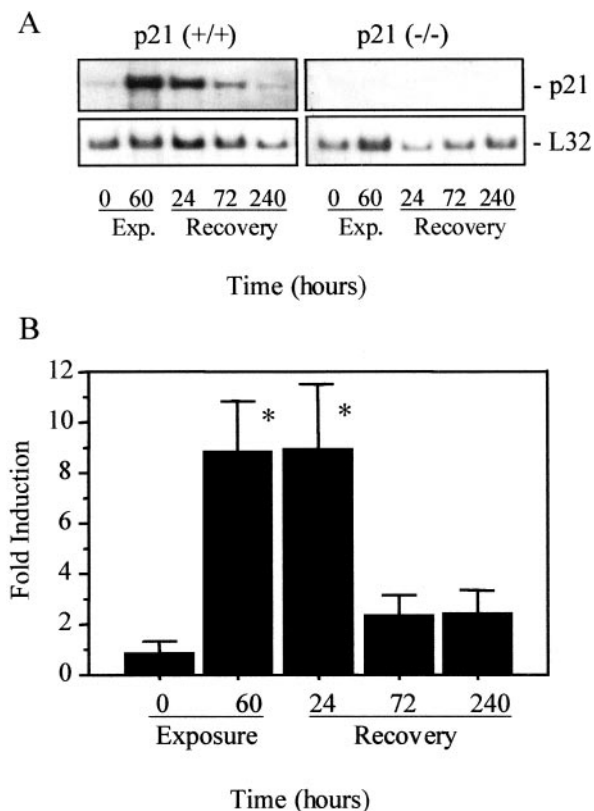 A
p21 (+/+) p21 (-/-)
- p21
- L32
0 60 24 72 240 0 60 24 72 240
Exp. Recovery Exp. Recovery
Time (hours)
B
12
10
8
6
4
2
0
Fold Induction
* *
0 60 24 72 240
Exposure Recovery
Time (hours)